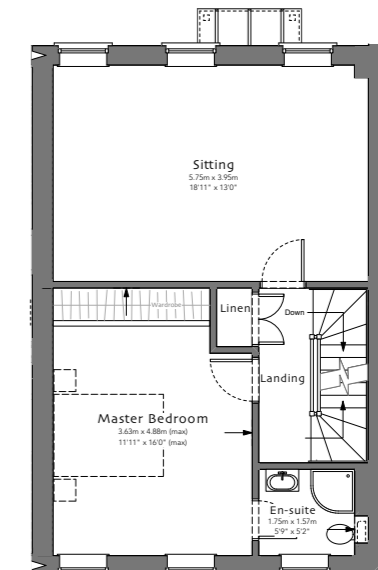 Sitting
5.75m x 3.95m
18'11" x 13'0"
Wardrobe
Linen
Down
Landing
Master Bedroom
3.63m x 4.88m (max)
11'11" x 16'0" (max)
En-suite
1.75m x 1.57m
5'9" x 5'2"